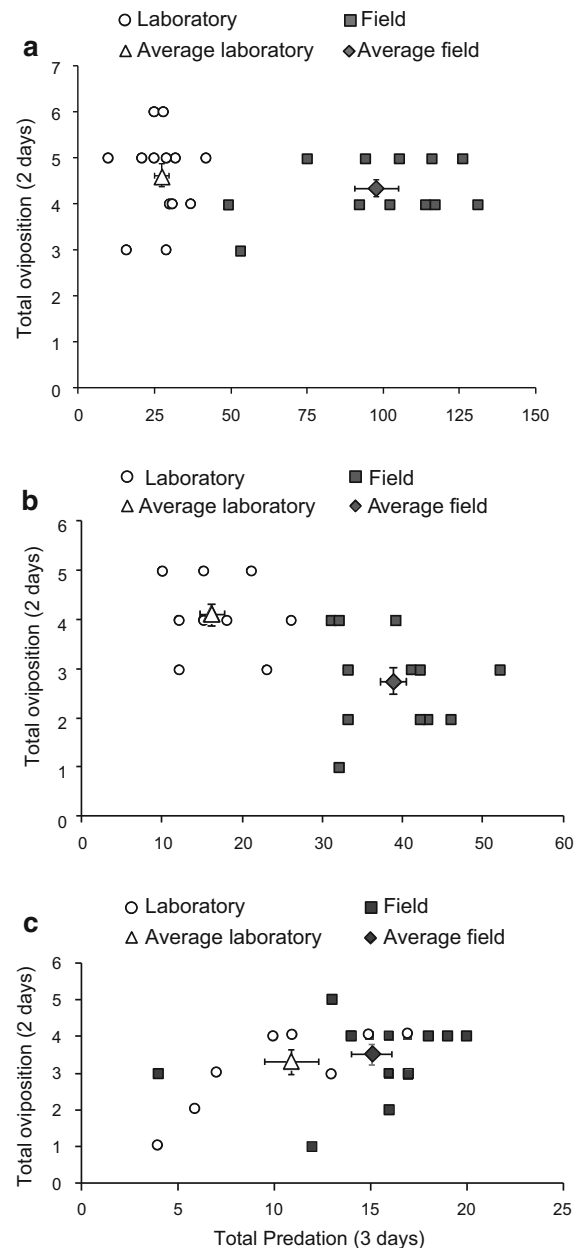 Laboratory Field
a Average laboratory Average field
7
6
5
4
3
2
1
0
Total oviposition (2 days)
0 25 50 75 100 125 150
Laboratory Field
b Average laboratory Average field
6
5
4
3
2
1
0
Total oviposition (2 days)
0 10 20 30 40 50 60
Laboratory Field
c Average laboratory Average field
6
5
4
3
2
1
0
Total oviposition (2 days)
0 5 10 15 20 25
Total Predation (3 days)